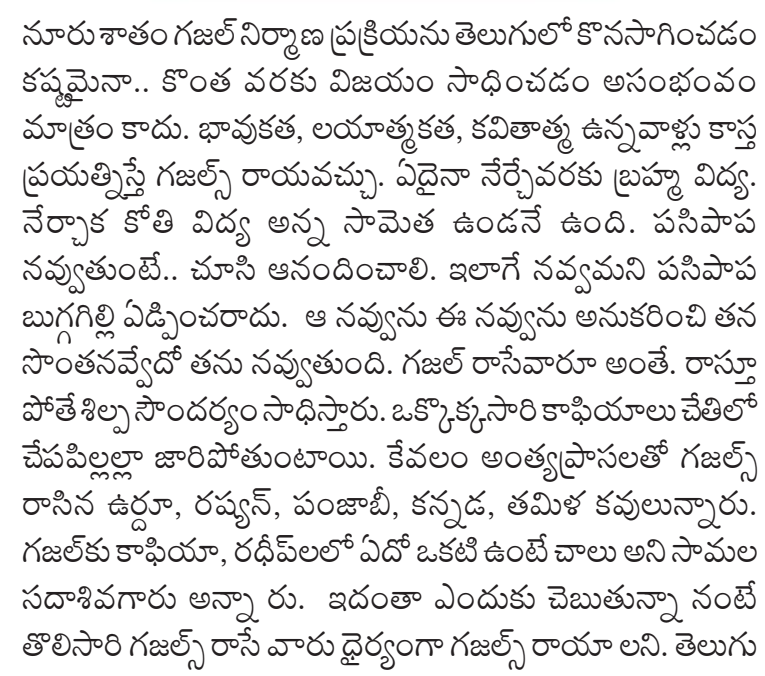 నూరుశాతం గజల్ నిర్మాణ ప్రక్రియను తెలుగులో కొనసాగించడం
కష్టమైనా.. కొంత వరకు విజయం సాధించడం అసంభంవం
మాత్రం కాదు. భావుకత, లయాత్మకత, కవితాత్మ ఉన్నవాళ్లు కాస్త
ప్రయత్నిస్తే గజల్స్ రాయవచ్చు. ఏదైనా నేర్చేవరకు బ్రహ్మ విద్య.
నేర్చాక కోతి విద్య అన్న సామెత ఉండనే ఉంది. పసిపాప
నవ్వుతుంటే.. చూసి ఆనందించాలి. ఇలాగే నవ్వమని పసిపాప
బుగ్గగిల్లి ఏడ్పించరాదు. ఆ నవ్వును ఈ నవ్వును అనుకరించి తన
సొంతనవ్వేదో తను నవ్వుతుంది. గజల్ రాసేవారూ అంతే. రాస్తూ
పోతే శిల్ప సౌందర్యం సాధిస్తారు. ఒక్కొక్కసారి కాఫియాలు చేతిలో
చేపపిల్లల్లా జారిపోతుంటాయి. కేవలం అంత్యప్రాసలతో గజల్స్
రాసిన ఉర్దూ, రష్యన్, పంజాబీ, కన్నడ, తమిళ కవులున్నారు.
గజల్‌కు కాఫియా, రధీప్‌లలో ఏదో ఒకటి ఉంటే చాలు అని సామల
సదాశివగారు అన్నా రు. ఇదంతా ఎందుకు చెబుతున్నా నంటే
తొలిసారి గజల్స్ రాసే వారు ధైర్యంగా గజల్స్ రాయా లని. తెలుగు